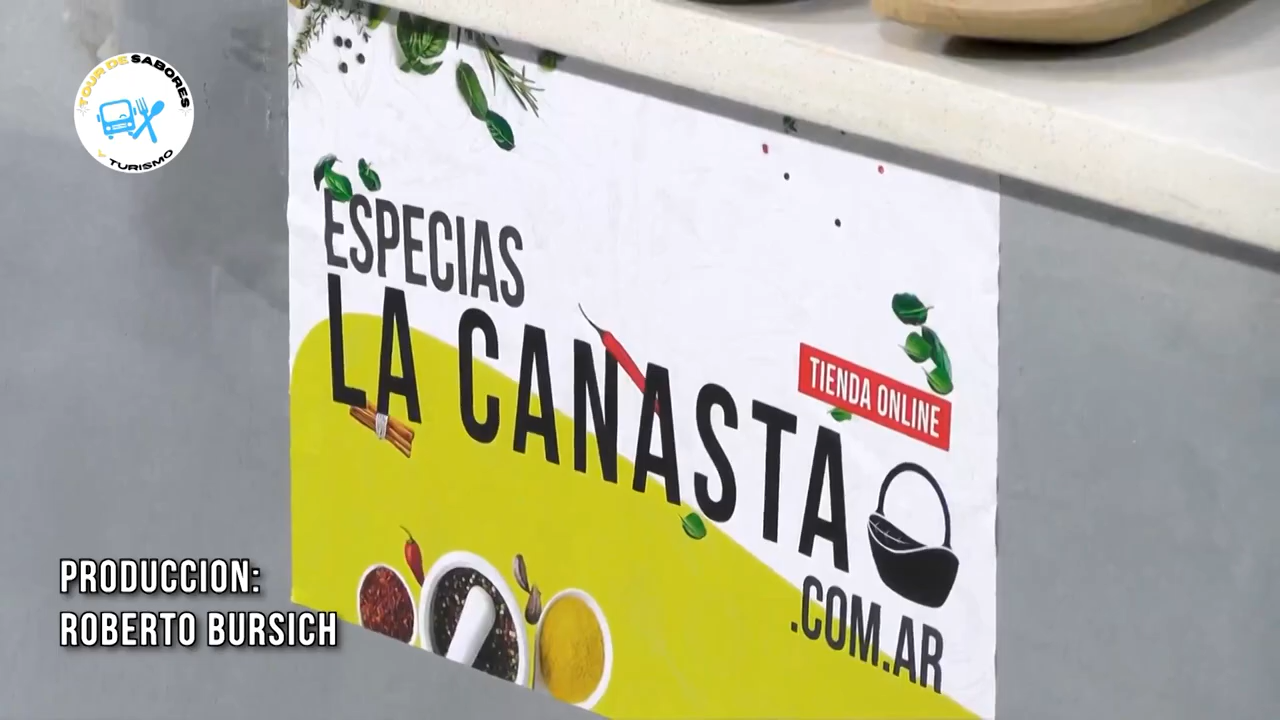 TOUR DE SABORES
Y TURISMO
ESPECIAS
LA CANASTA
TIENDA ONLINE
.COM.AR
PRODUCCION:
ROBERTO BURSICH